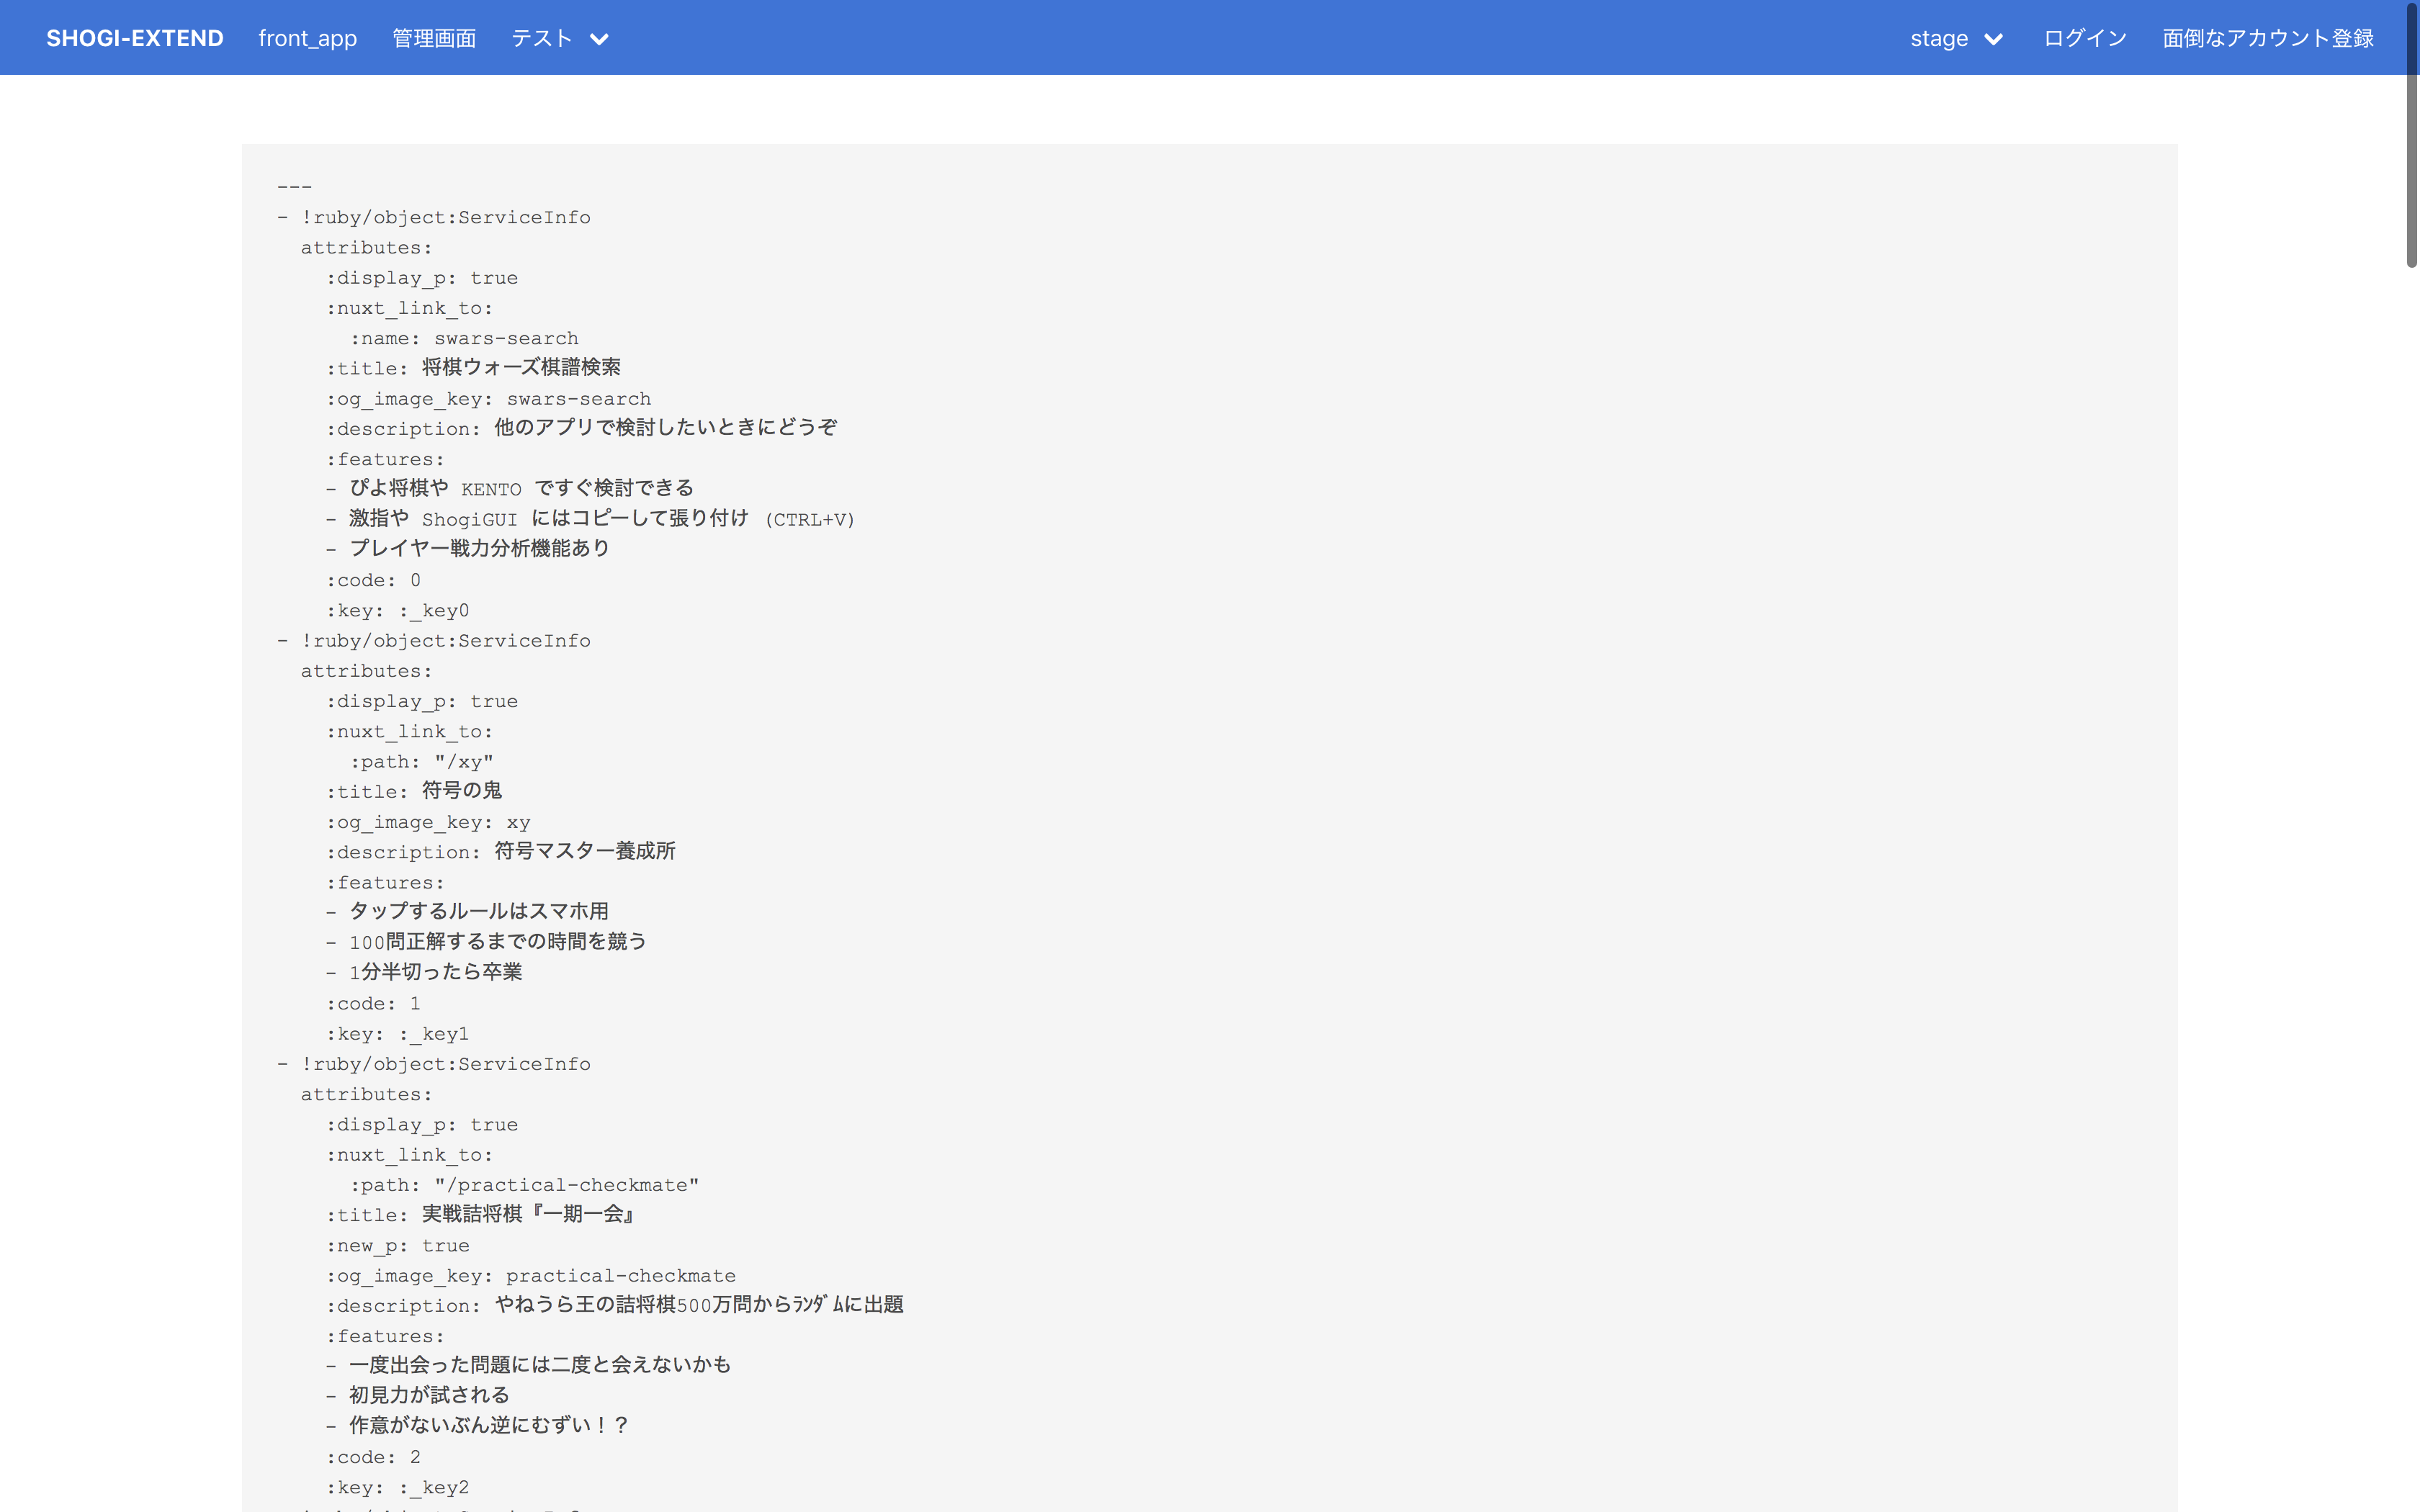 SHOGI-EXTEND front_app 管理画面 テスト stage ログイン 面倒なアカウント登録
---
- !ruby/object:ServiceInfo
  attributes:
    :display_p: true
    :nuxt_link_to:
      :name: swars-search
    :title: 将棋ウォーズ棋譜検索
    :og_image_key: swars-search
    :description: 他のアプリで検討したいときにどうぞ
    :features:
    - ぴよ将棋や KENTO ですぐ検討できる
    - 激指や ShogiGUI にはコピーして張り付け (CTRL+V)
    - プレイヤー戦力分析機能あり
    :code: 0
    :key: :_key0
- !ruby/object:ServiceInfo
  attributes:
    :display_p: true
    :nuxt_link_to:
      :path: "/xy"
    :title: 符号の鬼
    :og_image_key: xy
    :description: 符号マスター養成所
    :features:
    - タップするルールはスマホ用
    - 100問正解するまでの時間を競う
    - 1分半切ったら卒業
    :code: 1
    :key: :_key1
- !ruby/object:ServiceInfo
  attributes:
    :display_p: true
    :nuxt_link_to:
      :path: "/practical-checkmate"
    :title: 実戦詰将棋『一期一会』
    :new_p: true
    :og_image_key: practical-checkmate
    :description: やねうら王の詰将棋500万問からﾗﾝﾀﾞﾑに出題
    :features:
    - 一度出会った問題には二度と会えないかも
    - 初見力が試される
    - 作意がないぶん逆にむずい！？
    :code: 2
    :key: :_key2